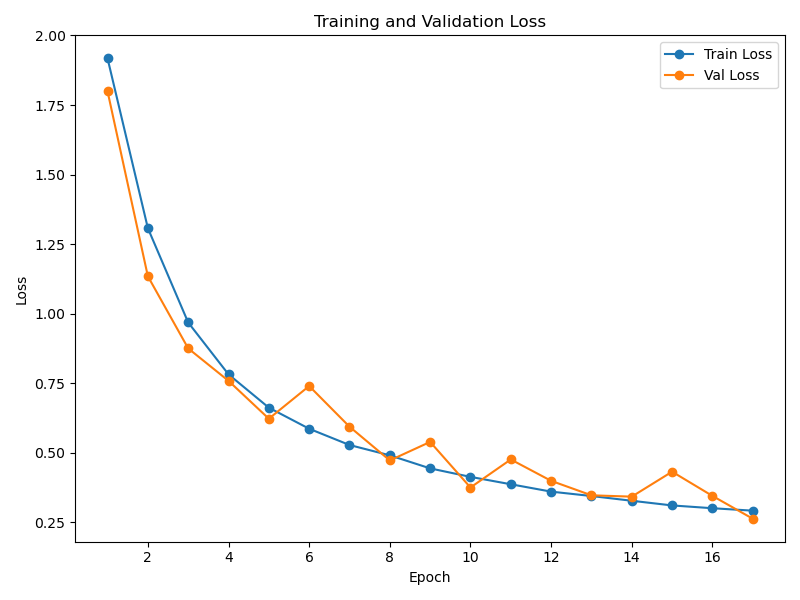 Training and Validation Loss
2.00
1.75
1.50
1.25
1.00
0.75
0.50
0.25
Loss
Train Loss
Val Loss
2 4 6 8 10 12 14 16
Epoch